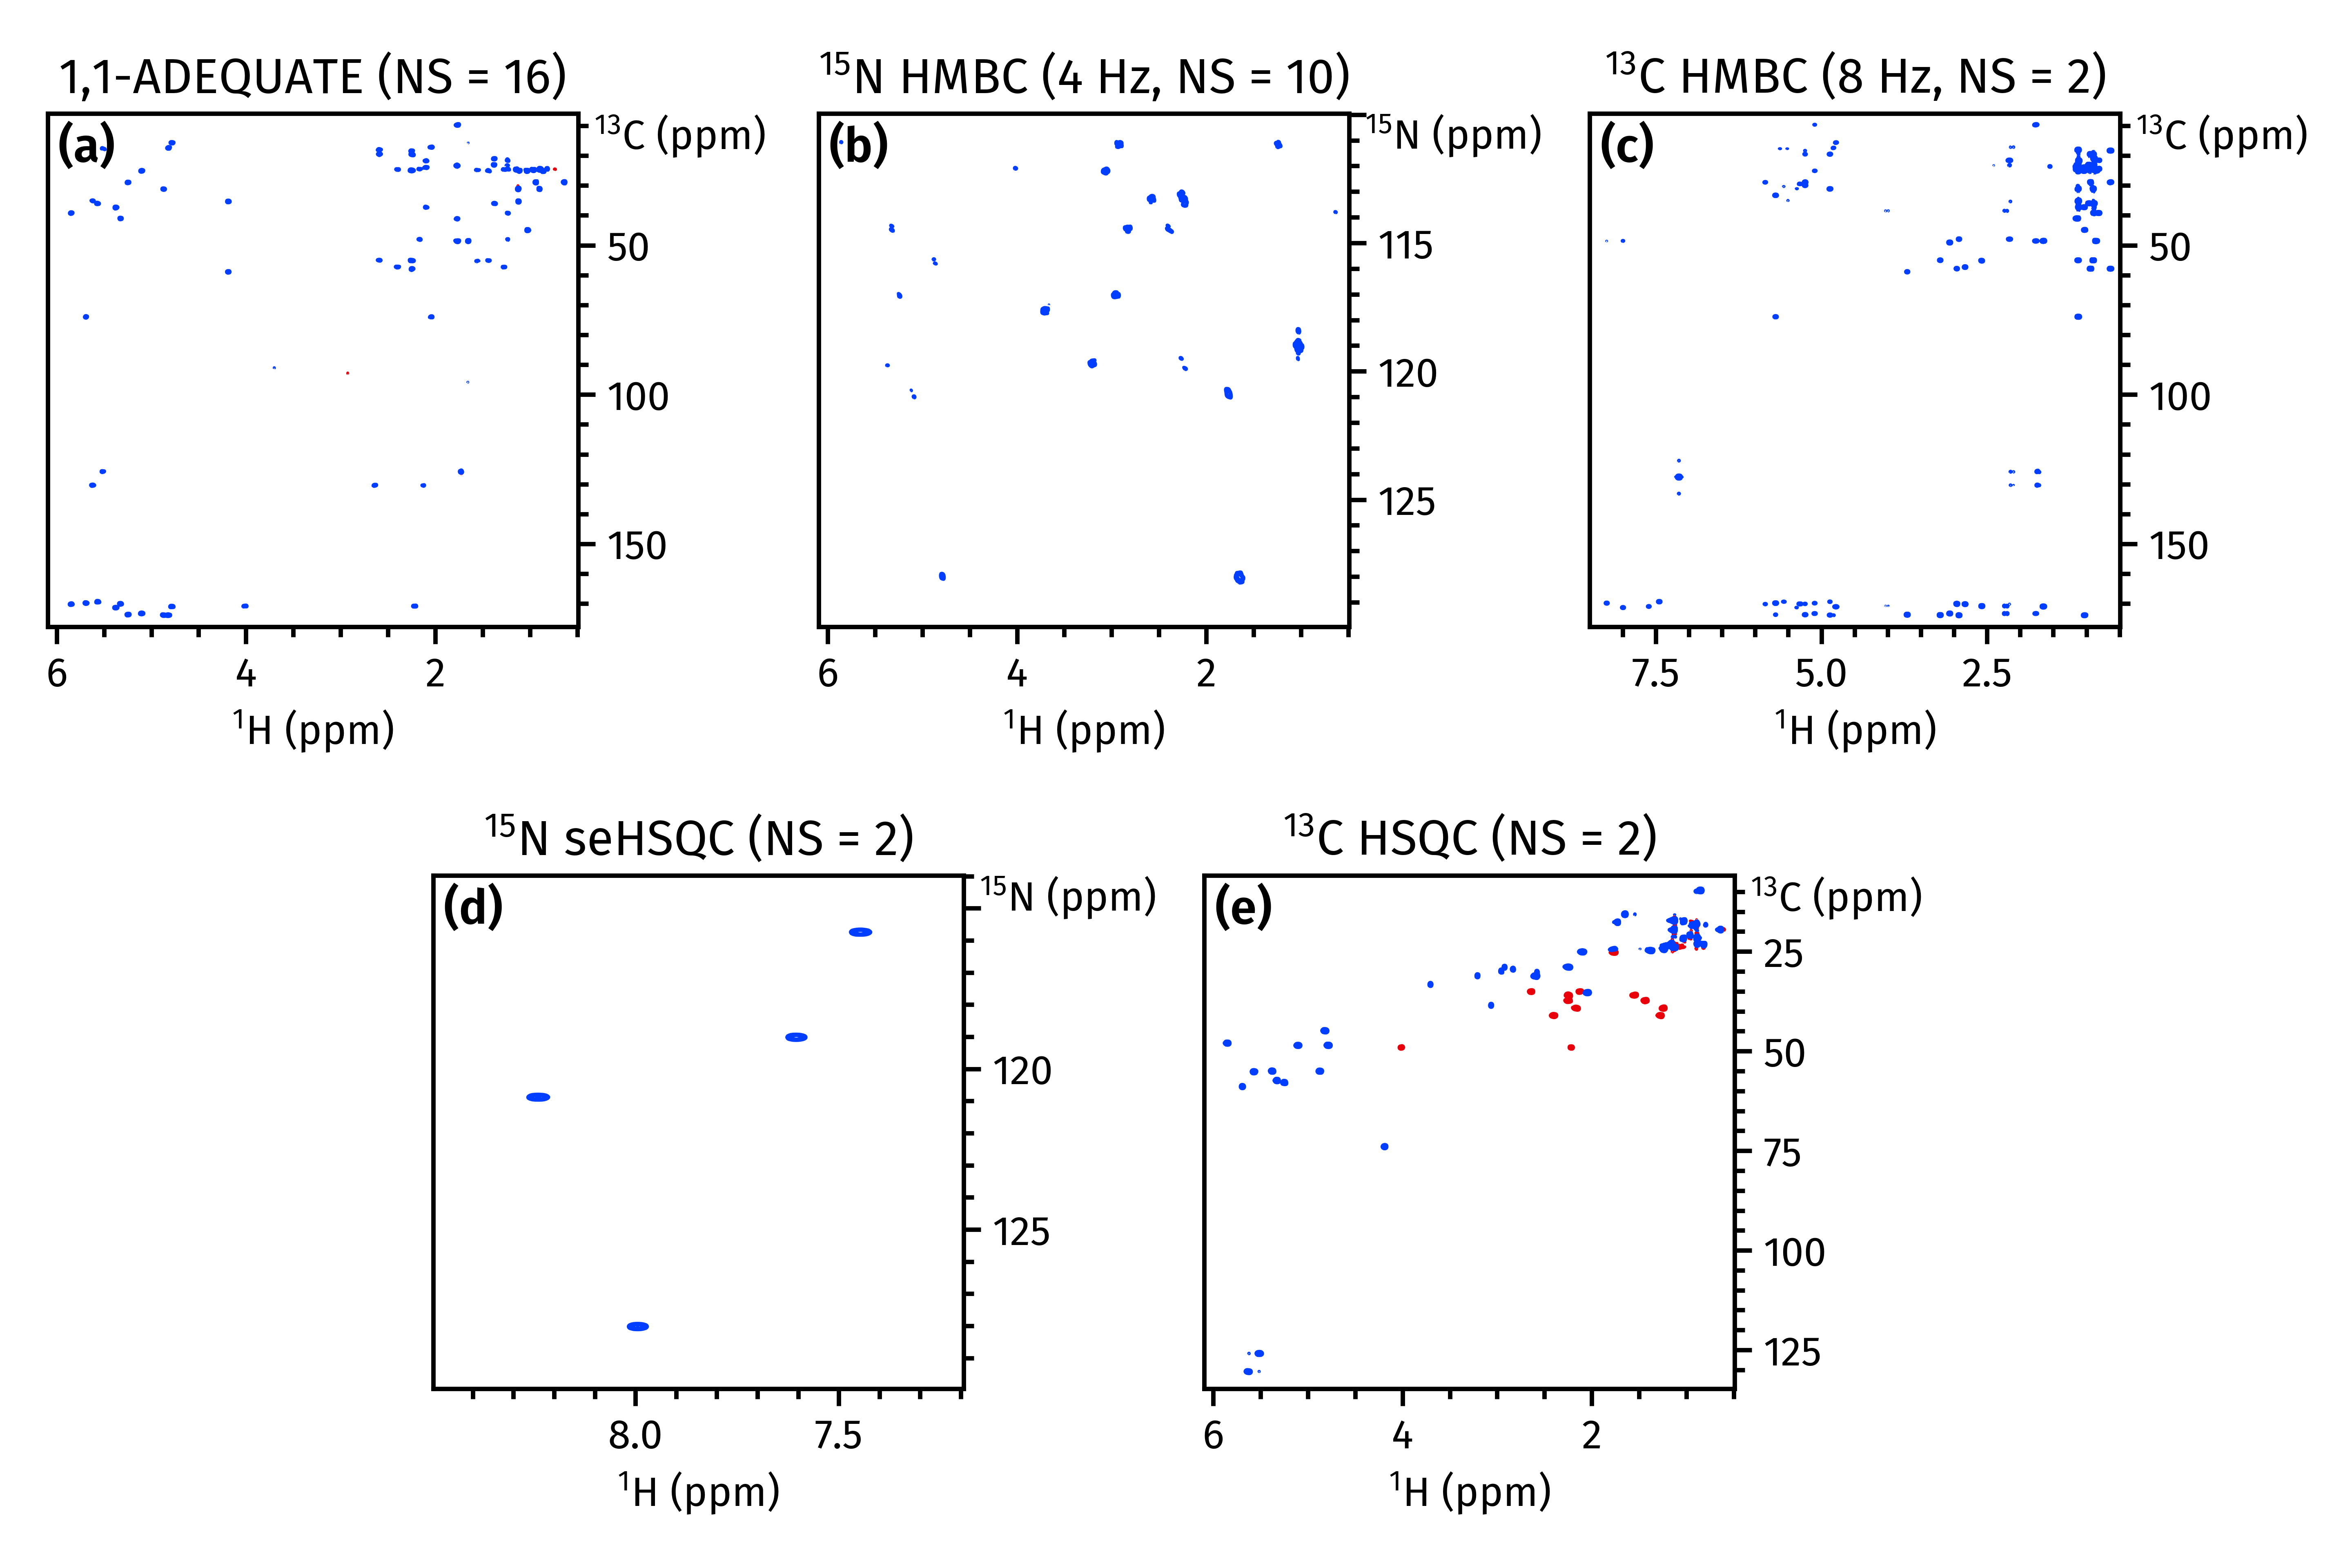 1,1-ADEQUATE (NS = 16)
¹⁵N HMBC (4 Hz, NS = 10)
¹³C HMBC (8 Hz, NS = 2)
(a)
¹³C (ppm)
50
100
150
6 4 2
¹H (ppm)
(b)
¹⁵N (ppm)
115
120
125
6 4 2
¹H (ppm)
(c)
¹³C (ppm)
50
100
150
7.5 5.0 2.5
¹H (ppm)
¹⁵N seHSQC (NS = 2)
¹³C HSQC (NS = 2)
(d)
¹⁵N (ppm)
120
125
8.0 7.5
¹H (ppm)
(e)
¹³C (ppm)
25
50
75
100
125
6 4 2
¹H (ppm)